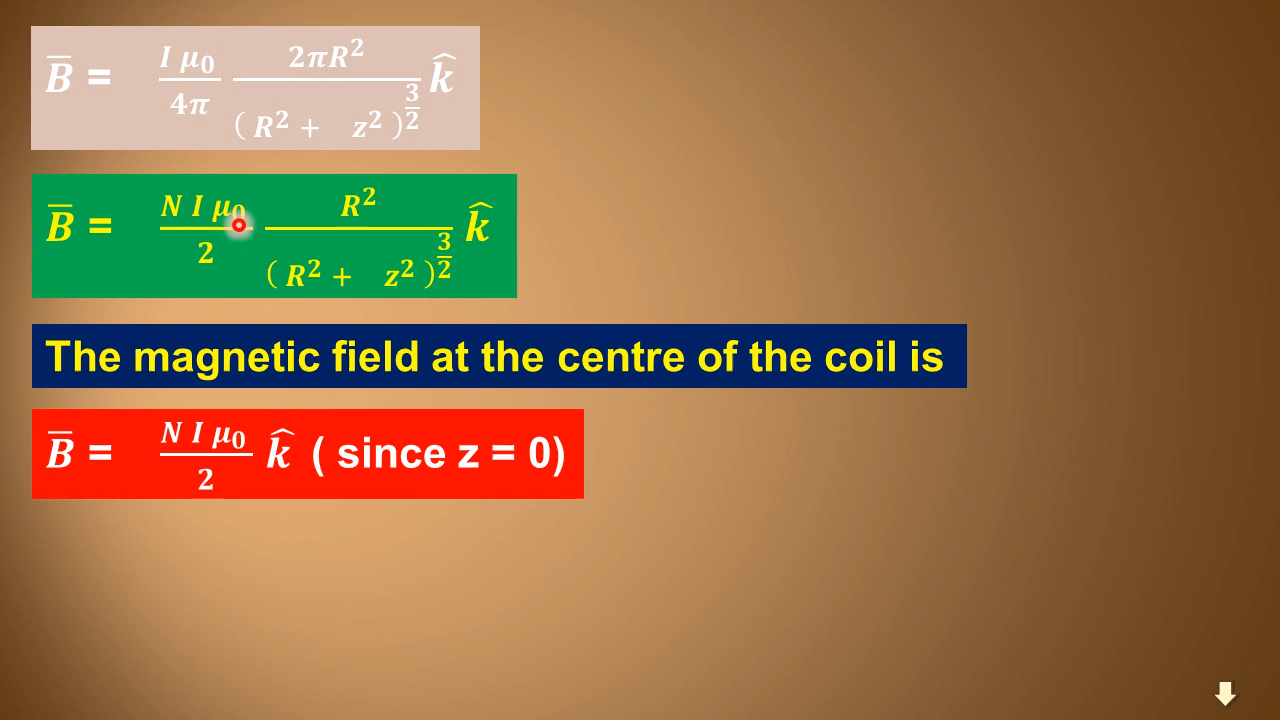 B̅ = I μ₀/4π 2πR²/(R² + z²)^(3/2) k̂
B̅ = N I μ₀/2 R²/(R² + z²)^(3/2) k̂
The magnetic field at the centre of the coil is
B̅ = N I μ₀/2 k̂ ( since z = 0)